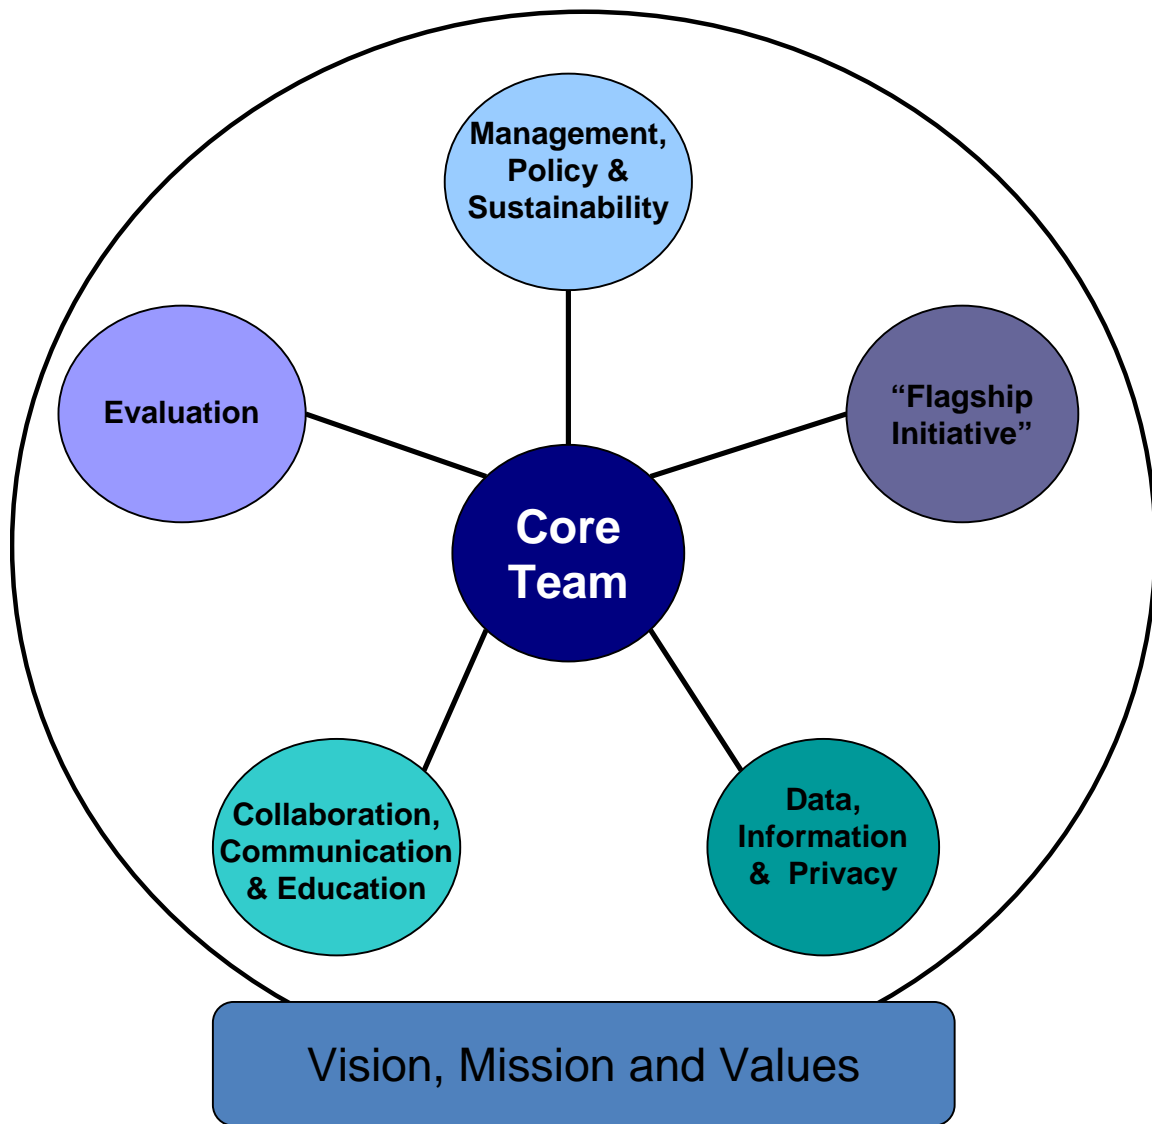 Management,
Policy &
Sustainability
Evaluation
“Flagship
Initiative”
Core
Team
Collaboration,
Communication
& Education
Data,
Information
&  Privacy
Vision, Mission and Values